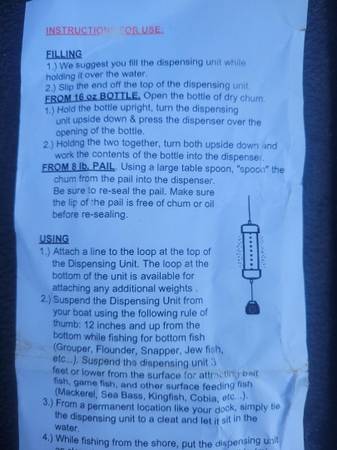 INSTRUCTIONS FOR USE:
FILLING
1.) We suggest you fill the dispensing unit while
holding it over the water.
2.) Slip the end off the top of the dispensing unit
FROM 16 oz BOTTLE. Open the bottle of dry chum
1.) Hold the bottle upright, turn the dispensing
unit upside down & press the dispenser over the
opening of the bottle.
2.) Holdng the two together, turn both upside down and
work the contents of the bottle into the dispenser.
FROM 8 lb. PAIL. Using a large table spoon, "spoon" the
chum from the pail into the dispenser.
Be sure to re-seal the pail. Make sure
the lip of the pail is free of chum or oil
before re-sealing.
USING
1.) Attach a line to the loop at the top of
the Dispensing Unit. The loop at the
bottom of the unit is available for
attaching any additional weights .
2.) Suspend the Dispensing Unit from
your boat using the following rule of
thumb: 12 inches and up from the
bottom while fishing for bottom fish
(Grouper, Flounder, Snapper, Jew fish,
etc...). Suspend the dispensing unit 3
feet or lower from the surface for attracting bait
fish, game fish, and other surface feeding fish
(Mackerel, Sea Bass, Kingfish, Cobia, etc...).
3.) From a permanent location like your dock, simply tie
the dispensing unit to a cleat and let it sit in the
water.
4.) While fishing from the shore, put the dispensing unit